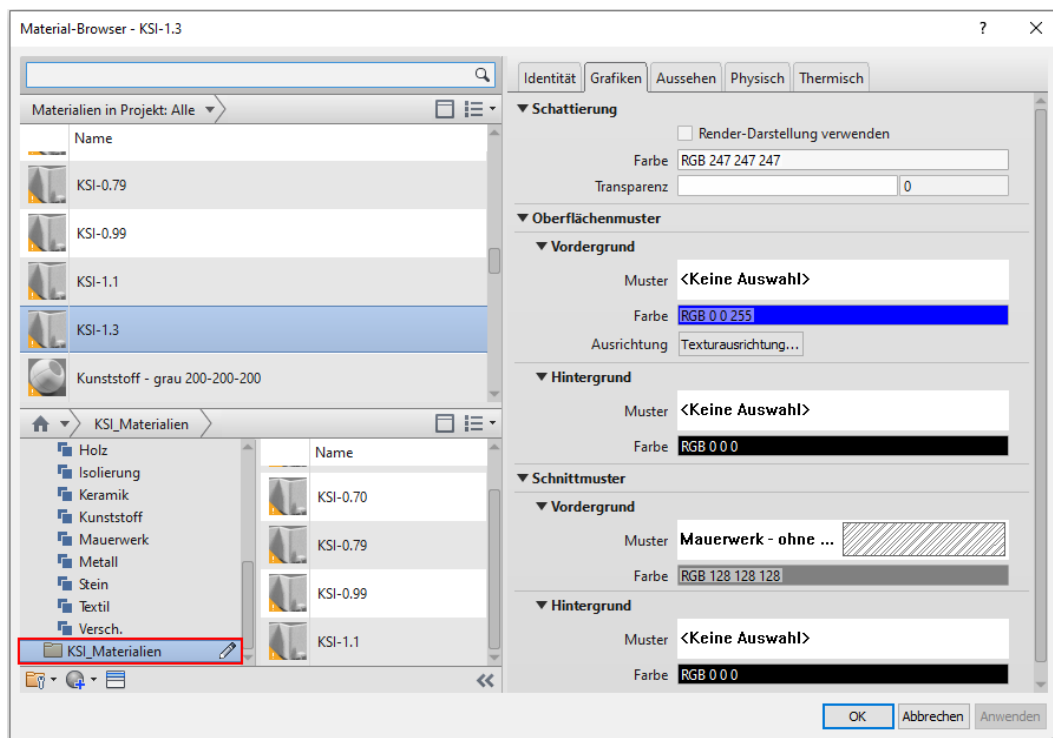 Material-Browser - KSI-1.3
?
Materialien in Projekt: Alle
Name
KSI-0.79
KSI-0.99
KSI-1.1
KSI-1.3
Kunststoff - grau 200-200-200
KSI_Materialien
Holz
Isolierung
Keramik
Kunststoff
Mauerwerk
Metall
Stein
Textil
Versch.
KSI_Materialien
Name
KSI-0.70
KSI-0.79
KSI-0.99
KSI-1.1
Identität Grafiken Aussehen Physisch Thermisch
Schattierung
Render-Darstellung verwenden
Farbe RGB 247 247 247
Transparenz 0
Oberflächenmuster
Vordergrund
Muster <Keine Auswahl>
Farbe RGB 0 0 255
Ausrichtung Texturausrichtung...
Hintergrund
Muster <Keine Auswahl>
Farbe RGB 0 0 0
Schnittmuster
Vordergrund
Muster Mauerwerk - ohne ...
Farbe RGB 128 128 128
Hintergrund
Muster <Keine Auswahl>
Farbe RGB 0 0 0
OK Abbrechen Anwenden